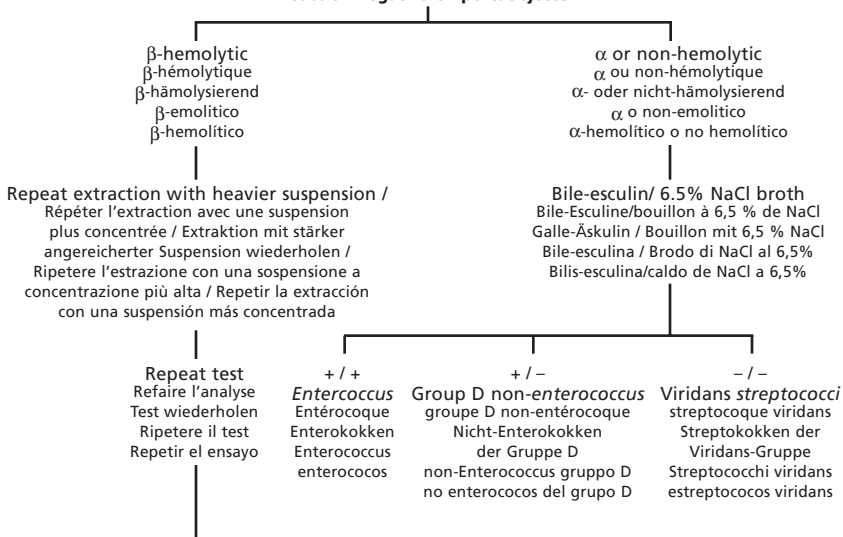 β-hemolytic
β-hémolytique
β-hämolysierend
β-emolitico
β-hemolítico
α or non-hemolytic
α ou non-hémolytique
α- oder nicht-hämolysierend
α o non-emolitico
α-hemolítico o no hemolítico
Repeat extraction with heavier suspension /
Répéter l’extraction avec une suspension
plus concentrée / Extraktion mit stärker
angereicherter Suspension wiederholen /
Ripetere l’estrazione con una sospensione a
concentrazione più alta / Repetir la extracción
con una suspensión más concentrada
Bile-esculin/ 6.5% NaCl broth
Bile-Esculine/bouillon à 6,5 % de NaCl
Galle-Äskulin / Bouillon mit 6,5 % NaCl
Bile-esculina / Brodo di NaCl al 6,5%
Bilis-esculina/caldo de NaCl a 6,5%
Repeat test
Refaire l’analyse
Test wiederholen
Ripetere il test
Repetir el ensayo
+ / +
Entercoccus
Entérocoque
Enterokokken
Enterococcus
enterococos
+ / –
Group D non-enterococcus
groupe D non-entérocoque
Nicht-Enterokokken
der Gruppe D
non-Enterococcus gruppo D
no enterococos del grupo D
– / –
Viridans streptococci
streptocoque viridans
Streptokokken der
Viridans-Gruppe
Streptococchi viridans
estreptococos viridans